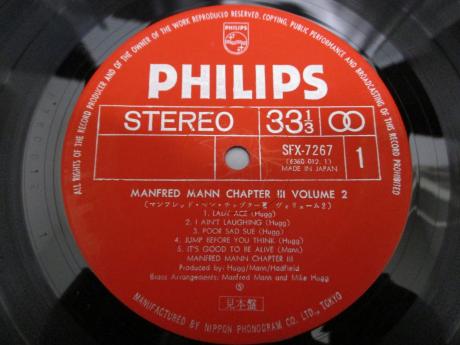 ALL RIGHTS OF THE RECORD PRODUCER AND OF THE OWNER OF THE WORK REPRODUCED RESERVED. COPYING, PUBLIC PERFORMANCE AND BROADCASTING OF THIS RECORD PROHIBITED
PHILIPS
PHILIPS
STEREO 33 1/3
SFX-7267
(6360 012. 1)
MADE IN JAPAN
1
MANFRED MANN CHAPTER III VOLUME 2
(マンフレッド・マン・チャプター Ⅲ ヴォリューム2)
1. LADY ACE (Hugg)
2. I AIN'T LAUGHING (Hugg)
3. POOR SAD SUE (Hugg)
4. JUMP BEFORE YOU THINK (Hugg)
5. IT'S GOOD TO BE ALIVE (Mann)
MANFRED MANN CHAPTER III
Produced by: Hugg/Mann/Hadfield
Brass Arrangements: Manfred Mann and Mike Hugg
Ⓢ
見本盤
MANUFACTURED BY NIPPON PHONOGRAM CO. LTD., TOKYO